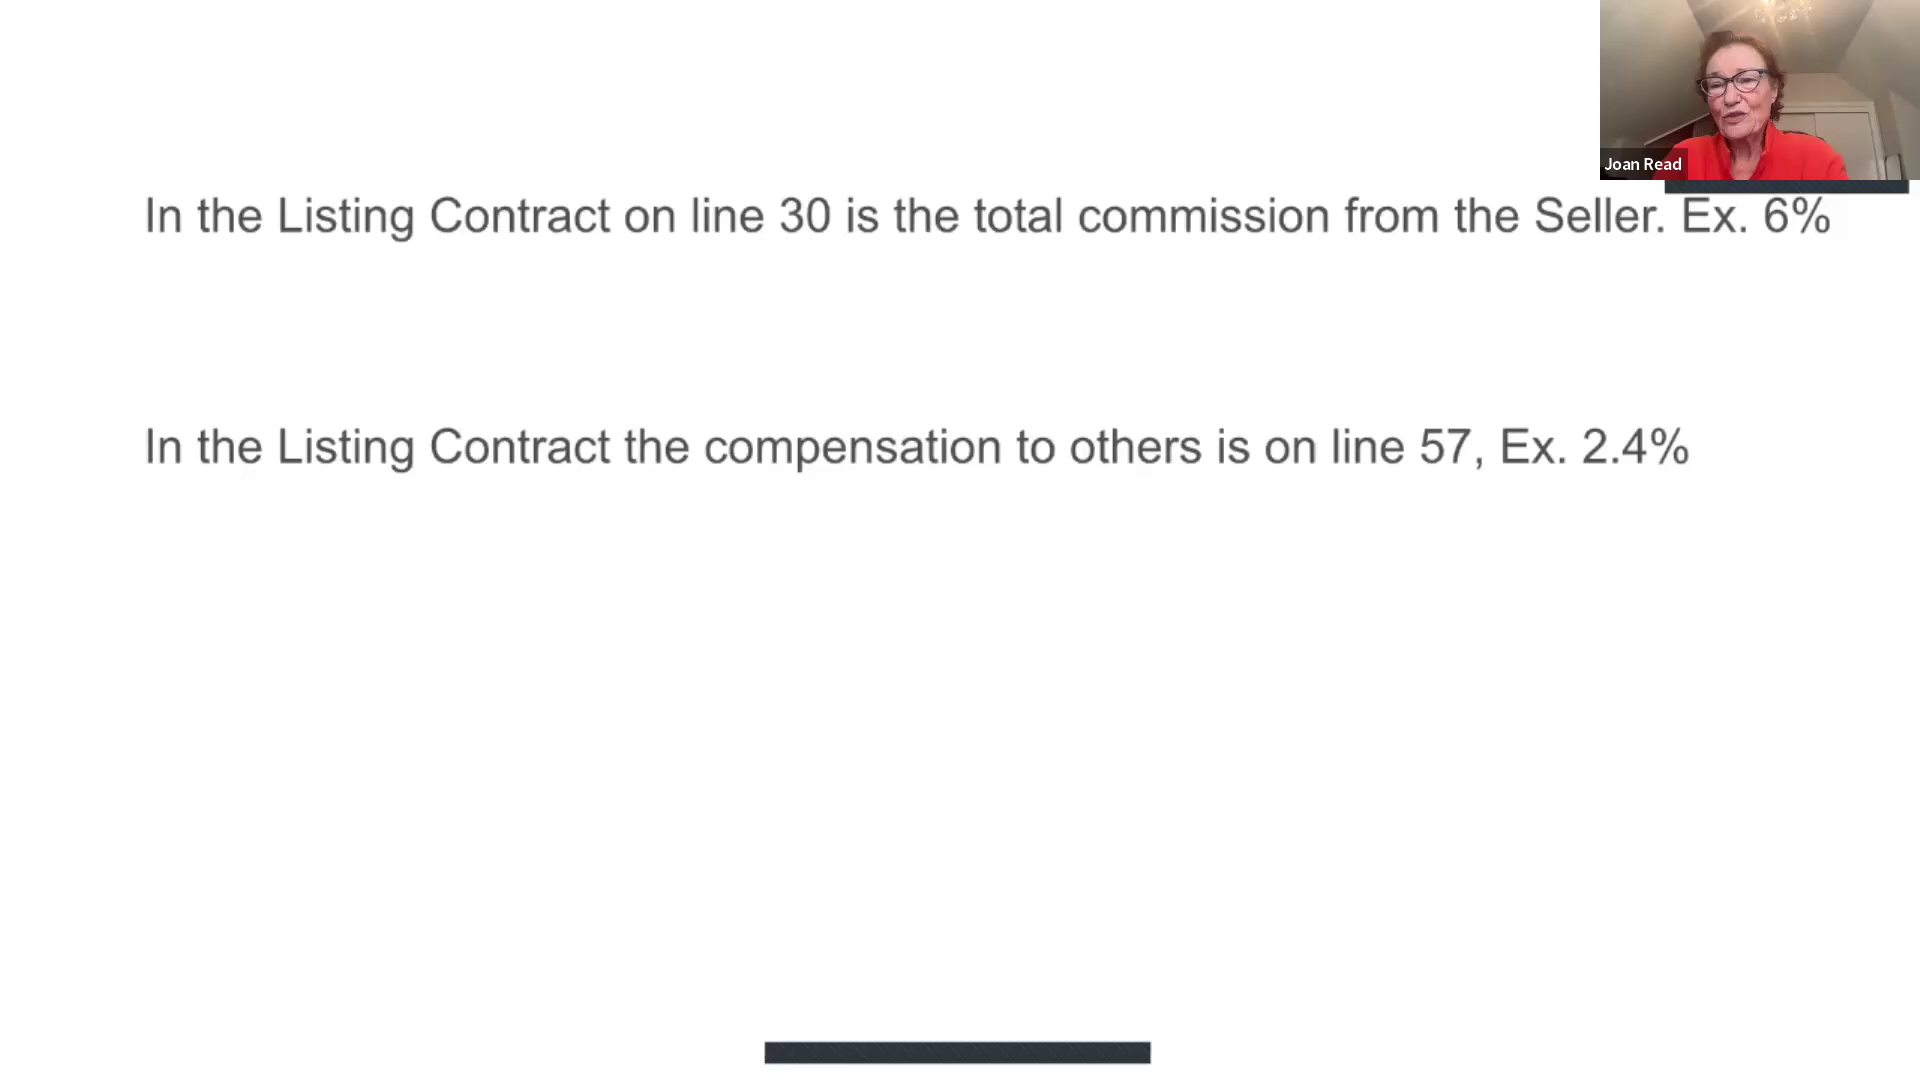 Joan Read
In the Listing Contract on line 30 is the total commission from the Seller. Ex. 6%
In the Listing Contract the compensation to others is on line 57, Ex. 2.4%